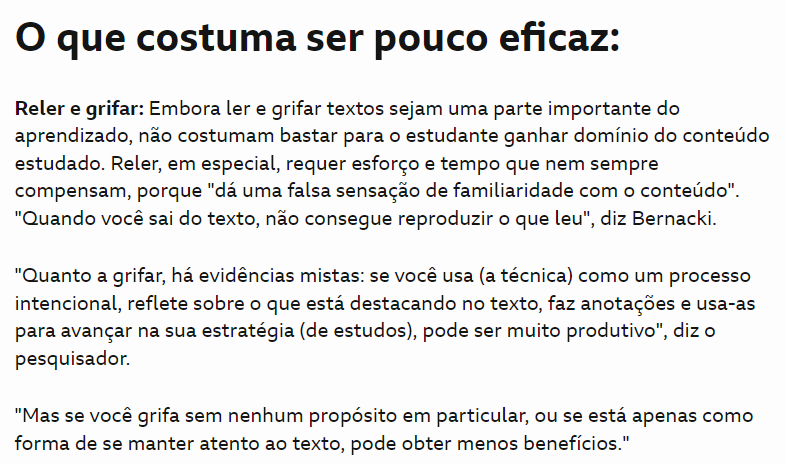 O que costuma ser pouco eficaz:
Reler e grifar: Embora ler e grifar textos sejam uma parte importante do
aprendizado, não costumam bastar para o estudante ganhar domínio do conteúdo
estudado. Reler, em especial, requer esforço e tempo que nem sempre
compensam, porque "dá uma falsa sensação de familiaridade com o conteúdo".
"Quando você sai do texto, não consegue reproduzir o que leu", diz Bernacki.
"Quanto a grifar, há evidências mistas: se você usa (a técnica) como um processo
intencional, reflete sobre o que está destacando no texto, faz anotações e usa-as
para avançar na sua estratégia (de estudos), pode ser muito produtivo", diz o
pesquisador.
"Mas se você grifa sem nenhum propósito em particular, ou se está apenas como
forma de se manter atento ao texto, pode obter menos benefícios."